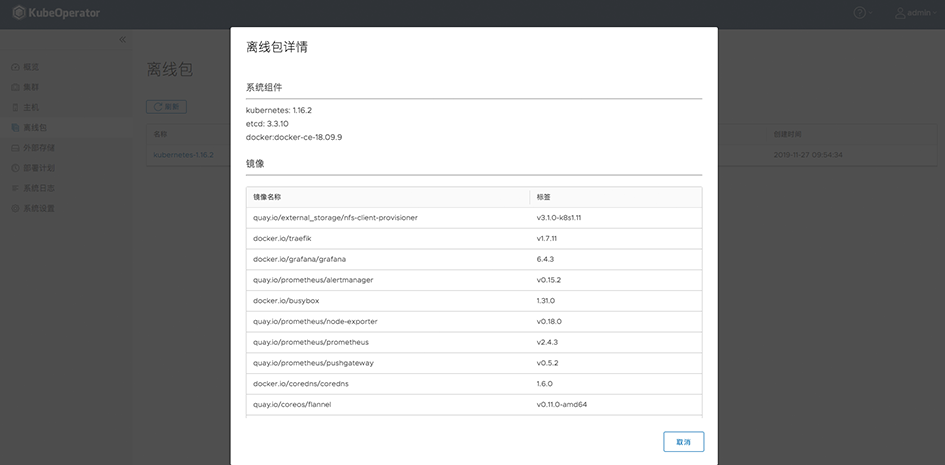 KubeOperator
admin
离线包详情
概览
集群
主机
离线包
外部存储
部署计划
系统日志
系统设置
离线包
刷新
名称
创建时间
kubernetes-1.16.2
2019-11-27 09:54:34
系统组件
kubernetes: 1.16.2
etcd: 3.3.10
docker:docker-ce-18.09.9
镜像
镜像名称 标签
quay.io/external_storage/nfs-client-provisioner v3.1.0-k8s1.11
docker.io/traefik v1.7.11
docker.io/grafana/grafana 6.4.3
quay.io/prometheus/alertmanager v0.15.2
docker.io/busybox 1.31.0
quay.io/prometheus/node-exporter v0.18.0
quay.io/prometheus/prometheus v2.4.3
quay.io/prometheus/pushgateway v0.5.2
docker.io/coredns/coredns 1.6.0
quay.io/coreos/flannel v0.11.0-amd64
取消